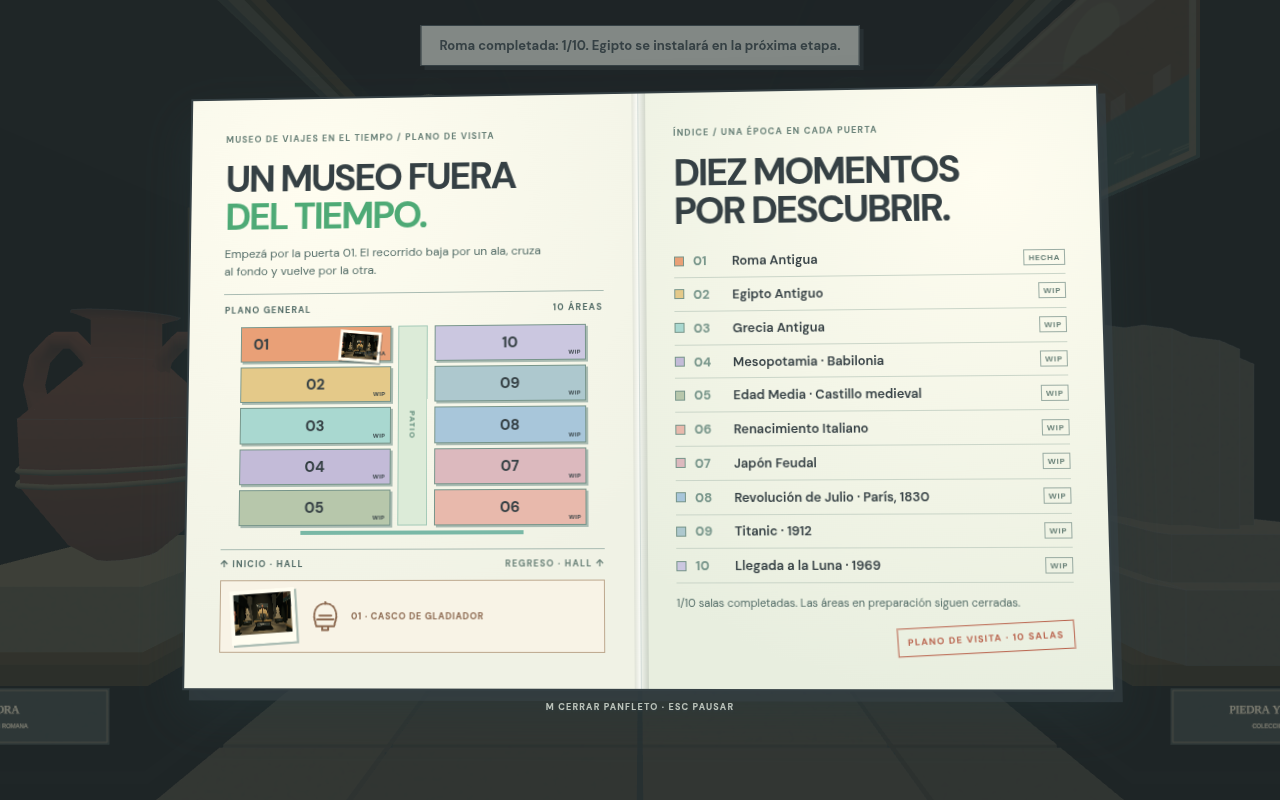 Roma completada: 1/10. Egipto se instalará en la próxima etapa.
MUSEO DE VIAJES EN EL TIEMPO / PLANO DE VISITA
UN MUSEO FUERA
DEL TIEMPO.
Empezá por la puerta 01. El recorrido baja por un ala, cruza
al fondo y vuelve por la otra.
PLANO GENERAL
10 ÁREAS
01
10
WIP
02
WIP
09
WIP
03
WIP
08
WIP
04
WIP
07
WIP
05
WIP
06
WIP
PATIO
↑ INICIO · HALL
REGRESO · HALL ↑
01 · CASCO DE GLADIADOR
ÍNDICE / UNA ÉPOCA EN CADA PUERTA
DIEZ MOMENTOS
POR DESCUBRIR.
01 Roma Antigua HECHA
02 Egipto Antiguo WIP
03 Grecia Antigua WIP
04 Mesopotamia · Babilonia WIP
05 Edad Media · Castillo medieval WIP
06 Renacimiento Italiano WIP
07 Japón Feudal WIP
08 Revolución de Julio · París, 1830 WIP
09 Titanic · 1912 WIP
10 Llegada a la Luna · 1969 WIP
1/10 salas completadas. Las áreas en preparación siguen cerradas.
PLANO DE VISITA · 10 SALAS
ROMANA
PIEDRA Y
M CERRAR PANFLETO · ESC PAUSAR